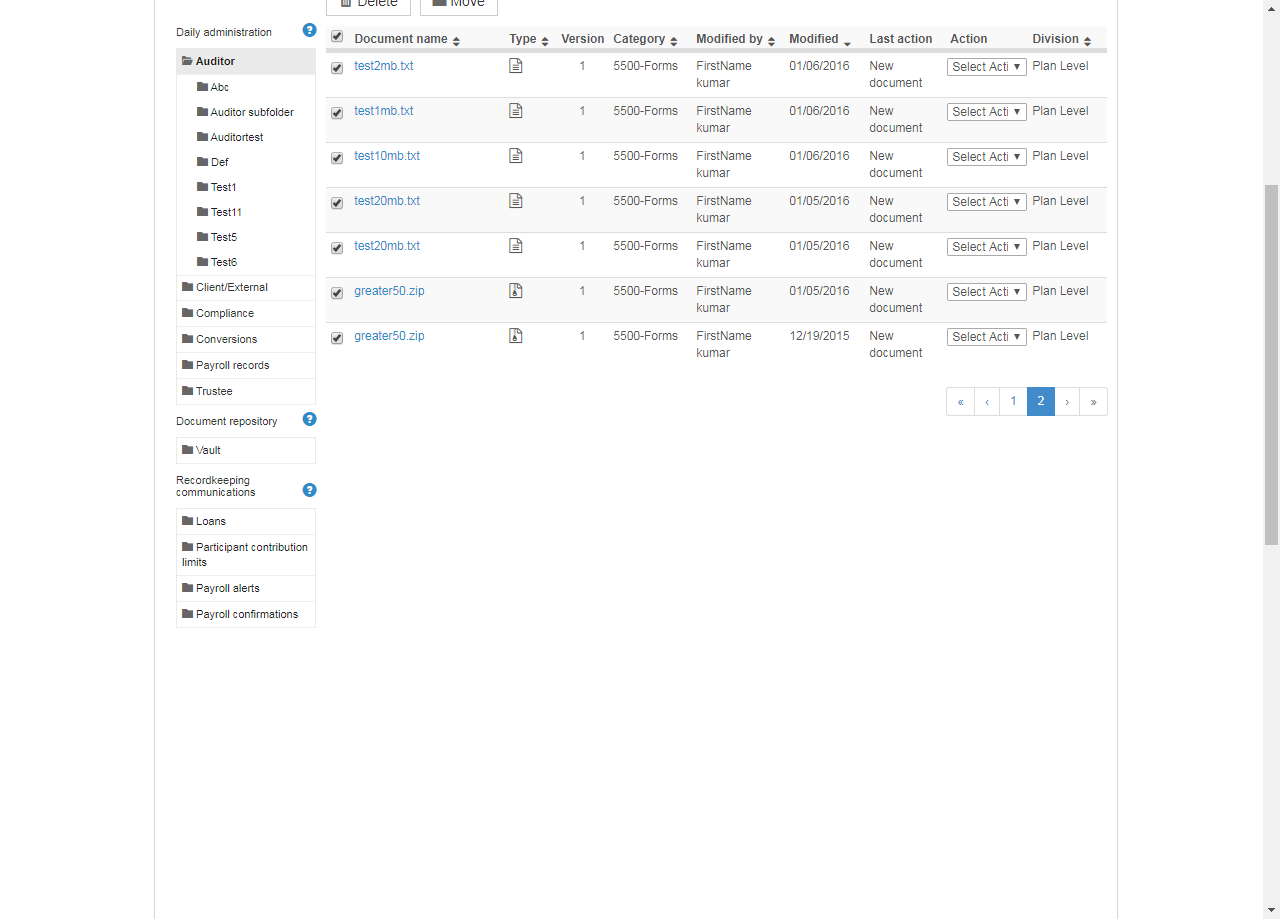 Delete
Move
Daily administration
Auditor
Abc
Auditor subfolder
Auditortest
Def
Test1
Test11
Test5
Test6
Client/External
Compliance
Conversions
Payroll records
Trustee
Document repository
Vault
Recordkeeping
communications
Loans
Participant contribution
limits
Payroll alerts
Payroll confirmations
Document name Type Version Category Modified by Modified Last action Action Division
test2mb.txt 1 5500-Forms FirstName 01/06/2016 New Select Acti Plan Level
kumar document
test1mb.txt 1 5500-Forms FirstName 01/06/2016 New Select Acti Plan Level
kumar document
test10mb.txt 1 5500-Forms FirstName 01/06/2016 New Select Acti Plan Level
kumar document
test20mb.txt 1 5500-Forms FirstName 01/05/2016 New Select Acti Plan Level
kumar document
test20mb.txt 1 5500-Forms FirstName 01/05/2016 New Select Acti Plan Level
kumar document
greater50.zip 1 5500-Forms FirstName 01/05/2016 New Select Acti Plan Level
kumar document
greater50.zip 1 5500-Forms FirstName 12/19/2015 New Select Acti Plan Level
kumar document
« ‹ 1 2 › »